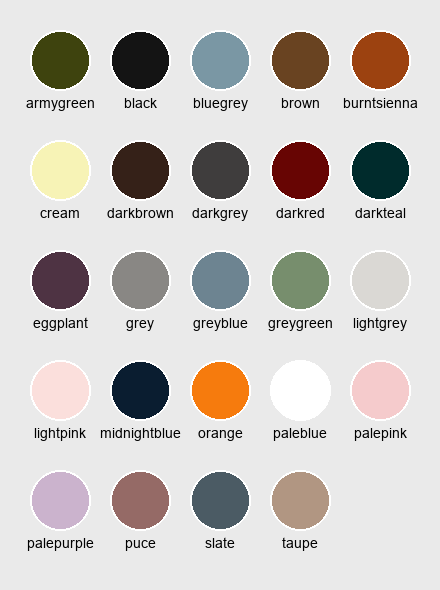 armygreen black bluegrey brown burntsienna
cream darkbrown darkgrey darkred darkteal
eggplant grey greyblue greygreen lightgrey
lightpink midnightblue orange paleblue palepink
palepurple puce slate taupe